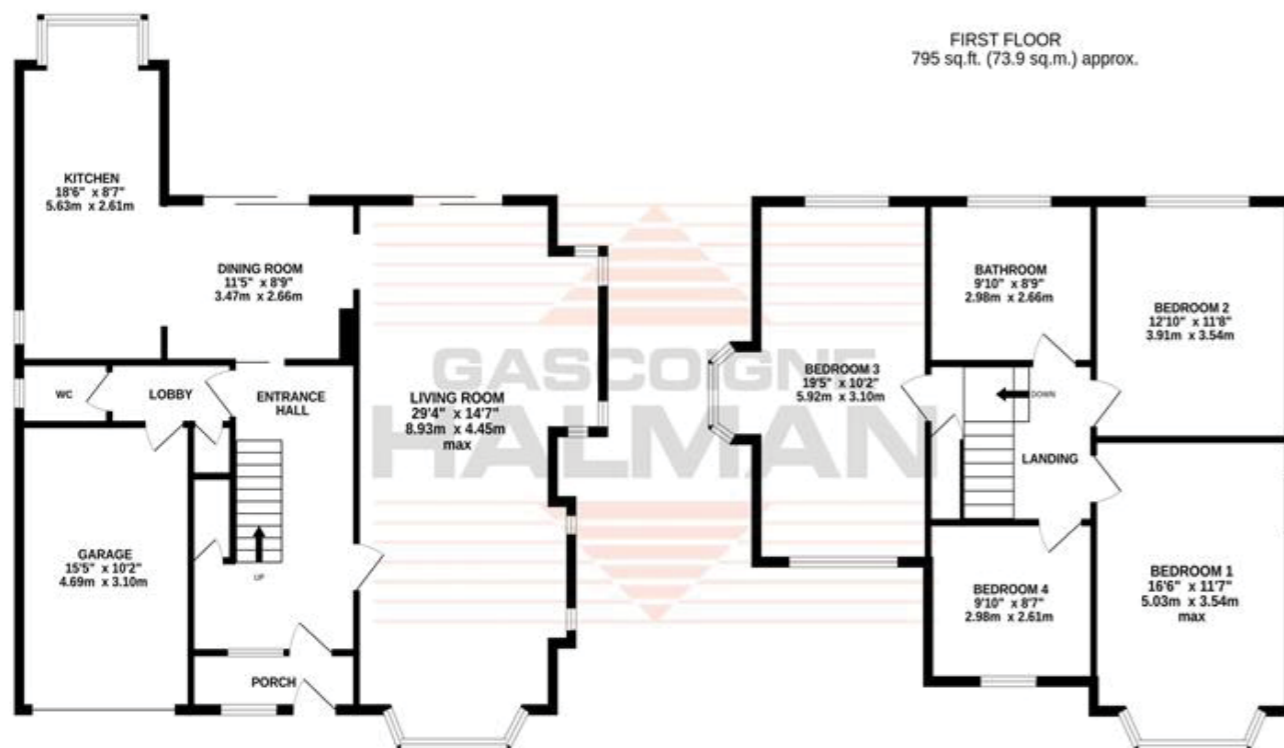 FIRST FLOOR
795 sq.ft. (73.9 sq.m.) approx.
KITCHEN
18'6" x 8'7"
5.63m x 2.61m
DINING ROOM
11'5" x 8'9"
3.47m x 2.66m
WC
LOBBY
ENTRANCE
HALL
LIVING ROOM
29'4" x 14'7"
8.93m x 4.45m
max
GARAGE
15'5" x 10'2"
4.69m x 3.10m
UP
PORCH
GASCOIGNE
HALMAN
BEDROOM 3
19'5" x 10'2"
5.92m x 3.10m
BATHROOM
9'10" x 8'9"
2.98m x 2.66m
BEDROOM 2
12'10" x 11'8"
3.91m x 3.54m
DOWN
LANDING
BEDROOM 4
9'10" x 8'7"
2.98m x 2.61m
BEDROOM 1
16'6" x 11'7"
5.03m x 3.54m
max